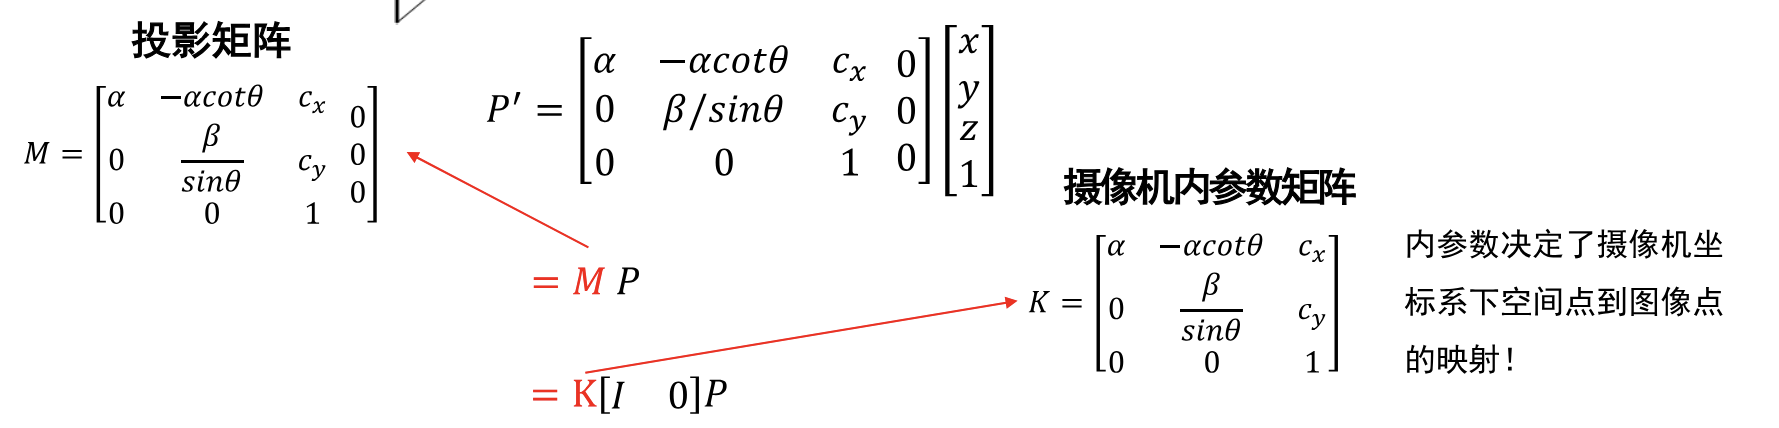 投影矩阵
M = [α −αcotθ c_x 0
0 β/sinθ c_y 0
0 0 1 0]
P′ = [α −αcotθ c_x 0
0 β/sinθ c_y 0
0 0 1 0] [x
y
z
1]
= M P
= K[I 0]P
摄像机内参数矩阵
K = [α −αcotθ c_x
0 β/sinθ c_y
0 0 1]
内参数决定了摄像机坐
标系下空间点到图像点
的映射！